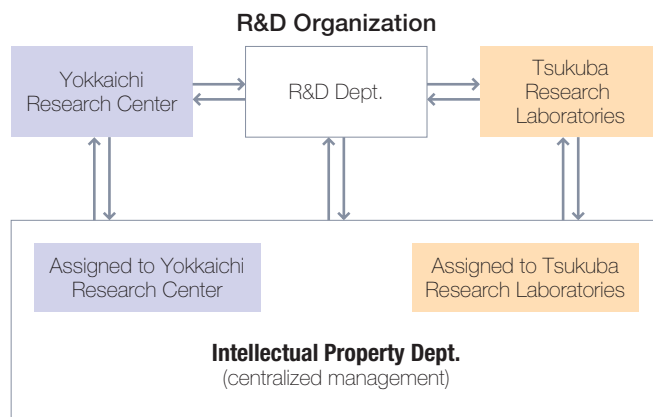 R&D Organization
Yokkaichi
Research Center
R&D Dept.
Tsukuba
Research
Laboratories
Assigned to Yokkaichi
Research Center
Assigned to Tsukuba
Research Laboratories
Intellectual Property Dept.
(centralized management)